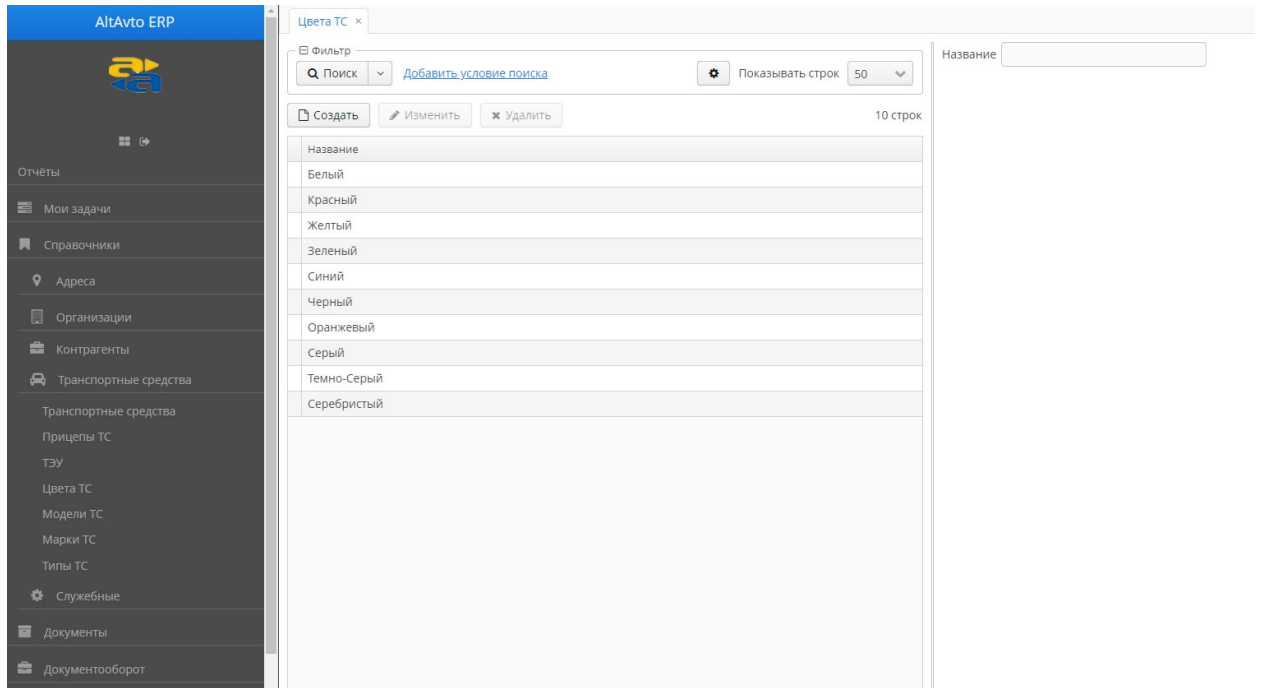 AltAvto ERP
Отчёты
Мои задачи
Справочники
Адреса
Организации
Контрагенты
Транспортные средства
Транспортные средства
Прицепы ТС
ТЭУ
Цвета ТС
Модели ТС
Марки ТС
Типы ТС
Служебные
Документы
Документооборот
Цвета ТС ×
Фильтр
Поиск Добавить условие поиска Показывать строк 50
Создать Изменить Удалить 10 строк
Название
Белый
Красный
Желтый
Зеленый
Синий
Черный
Оранжевый
Серый
Темно-Серый
Серебристый
Название